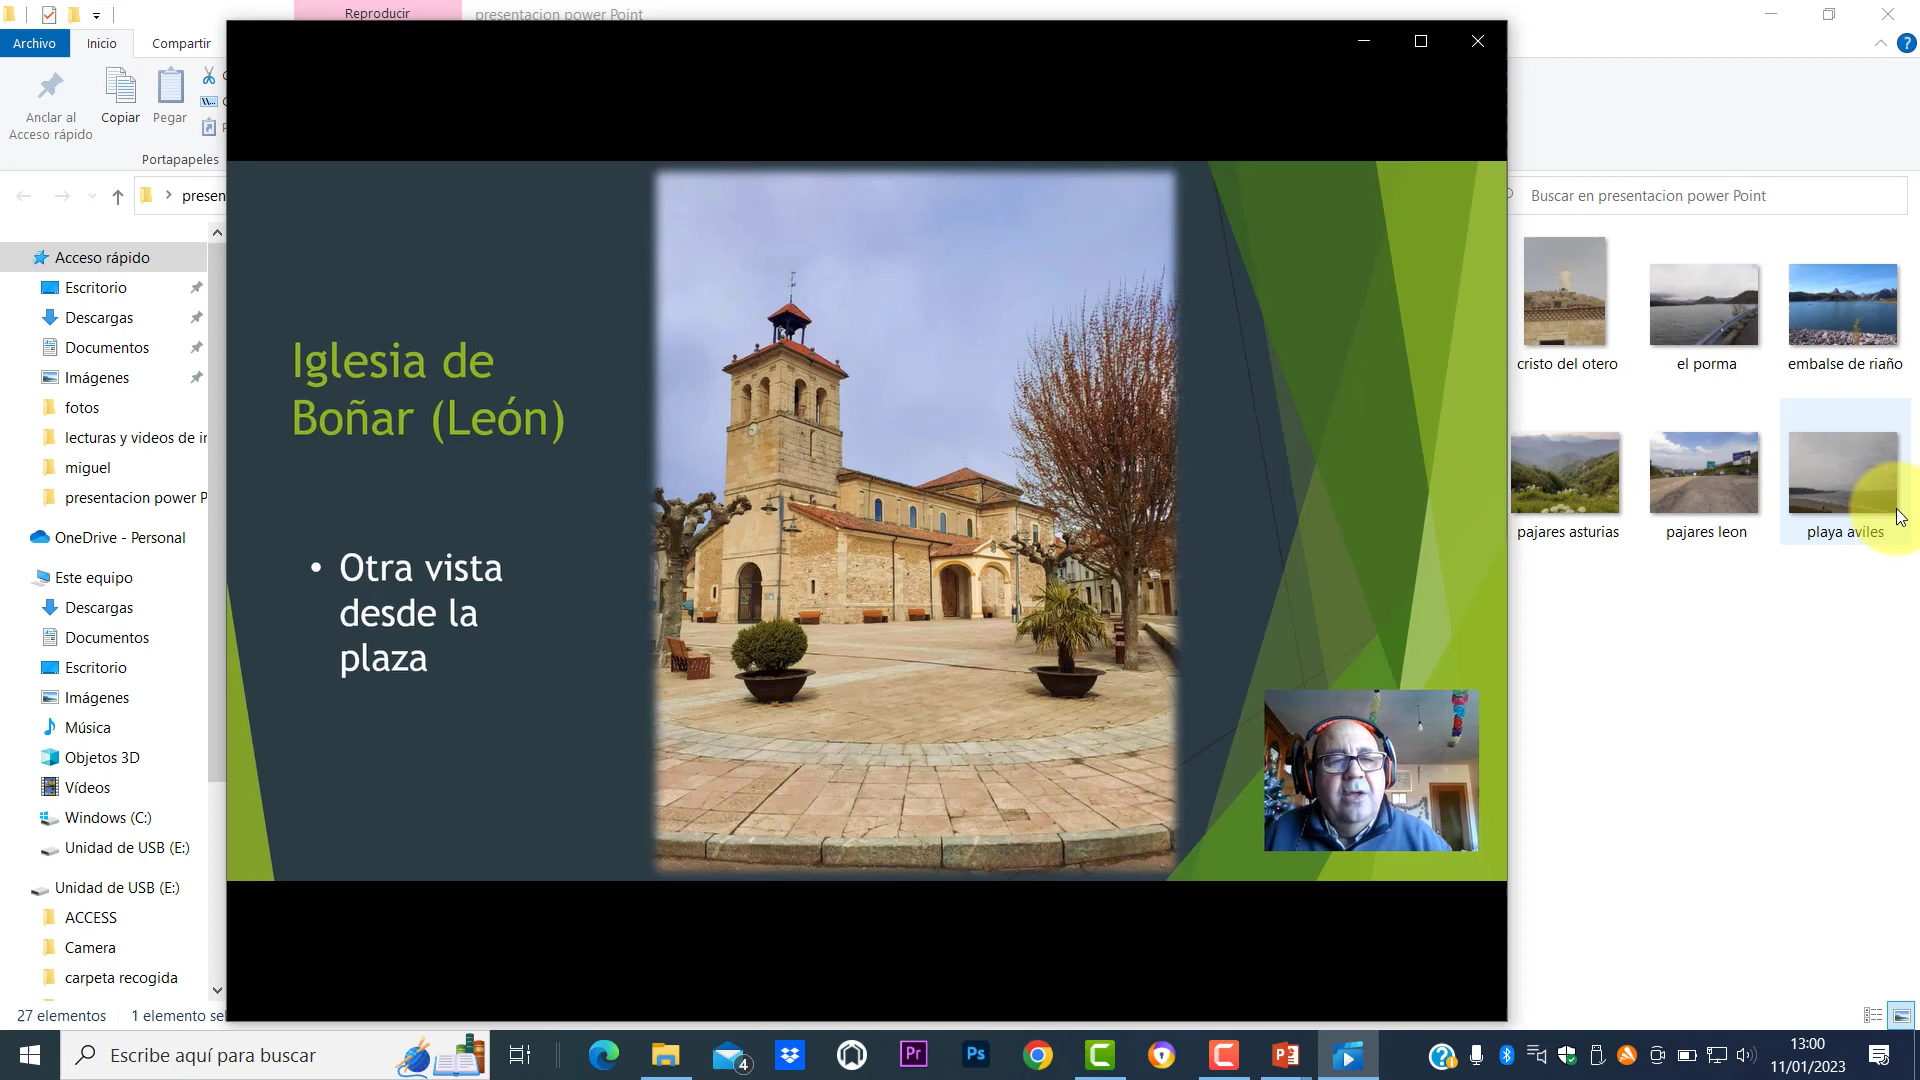 Reproducir
presentacion power Point
Archivo
Inicio
Compartir
Anclar al
Acceso rápido
Copiar
Pegar
Portapapeles
presen
Buscar en presentacion power Point
Acceso rápido
Escritorio
Descargas
Documentos
Imágenes
fotos
lecturas y videos de ir
miguel
presentacion power P
OneDrive - Personal
Este equipo
Descargas
Documentos
Escritorio
Imágenes
Música
Objetos 3D
Vídeos
Windows (C:)
Unidad de USB (E:)
Unidad de USB (E:)
ACCESS
Camera
carpeta recogida
27 elementos
1 elemento se
Iglesia de
Boñar (León)
• Otra vista
desde la
plaza
cristo del otero
el porma
embalse de riaño
pajares asturias
pajares leon
playa aviles
Escribe aquí para buscar
4
Pr
Ps
13:00
11/01/2023